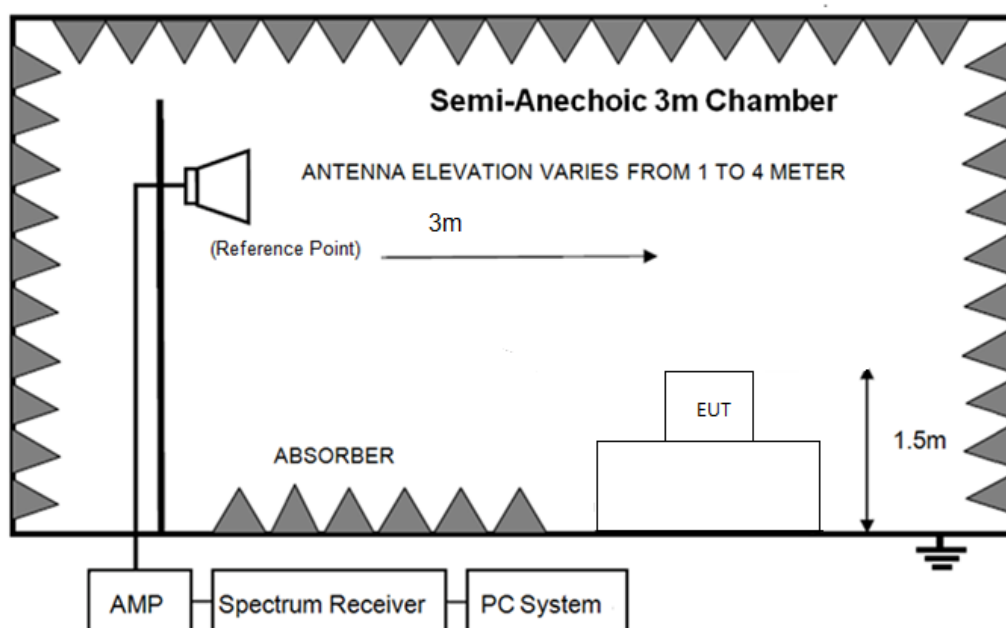 Semi-Anechoic 3m Chamber
ANTENNA ELEVATION VARIES FROM 1 TO 4 METER
3m
(Reference Point)
EUT
1.5m
ABSORBER
AMP
Spectrum Receiver
PC System